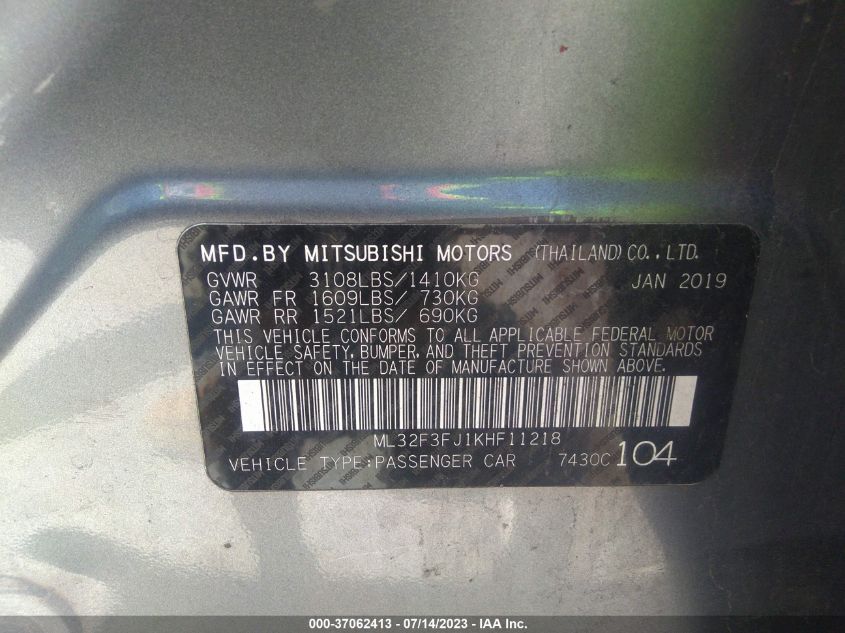 MFD.BY MITSUBISHI MOTORS (THAILAND)CO.,LTD.
GVWR 3108LBS/1410KG JAN 2019
GAWR FR 1609LBS/ 730KG
GAWR RR 1521LBS/ 690KG
THIS VEHICLE CONFORMS TO ALL APPLICABLE FEDERAL MOTOR
VEHICLE SAFETY, BUMPER, AND THEFT PREVENTION STANDARDS
IN EFFECT ON THE DATE OF MANUFACTURE SHOWN ABOVE.
ML32F3FJ1KHF11218
VEHICLE TYPE:PASSENGER CAR 7430C 104
000-37062413 - 07/14/2023 - IAA Inc.